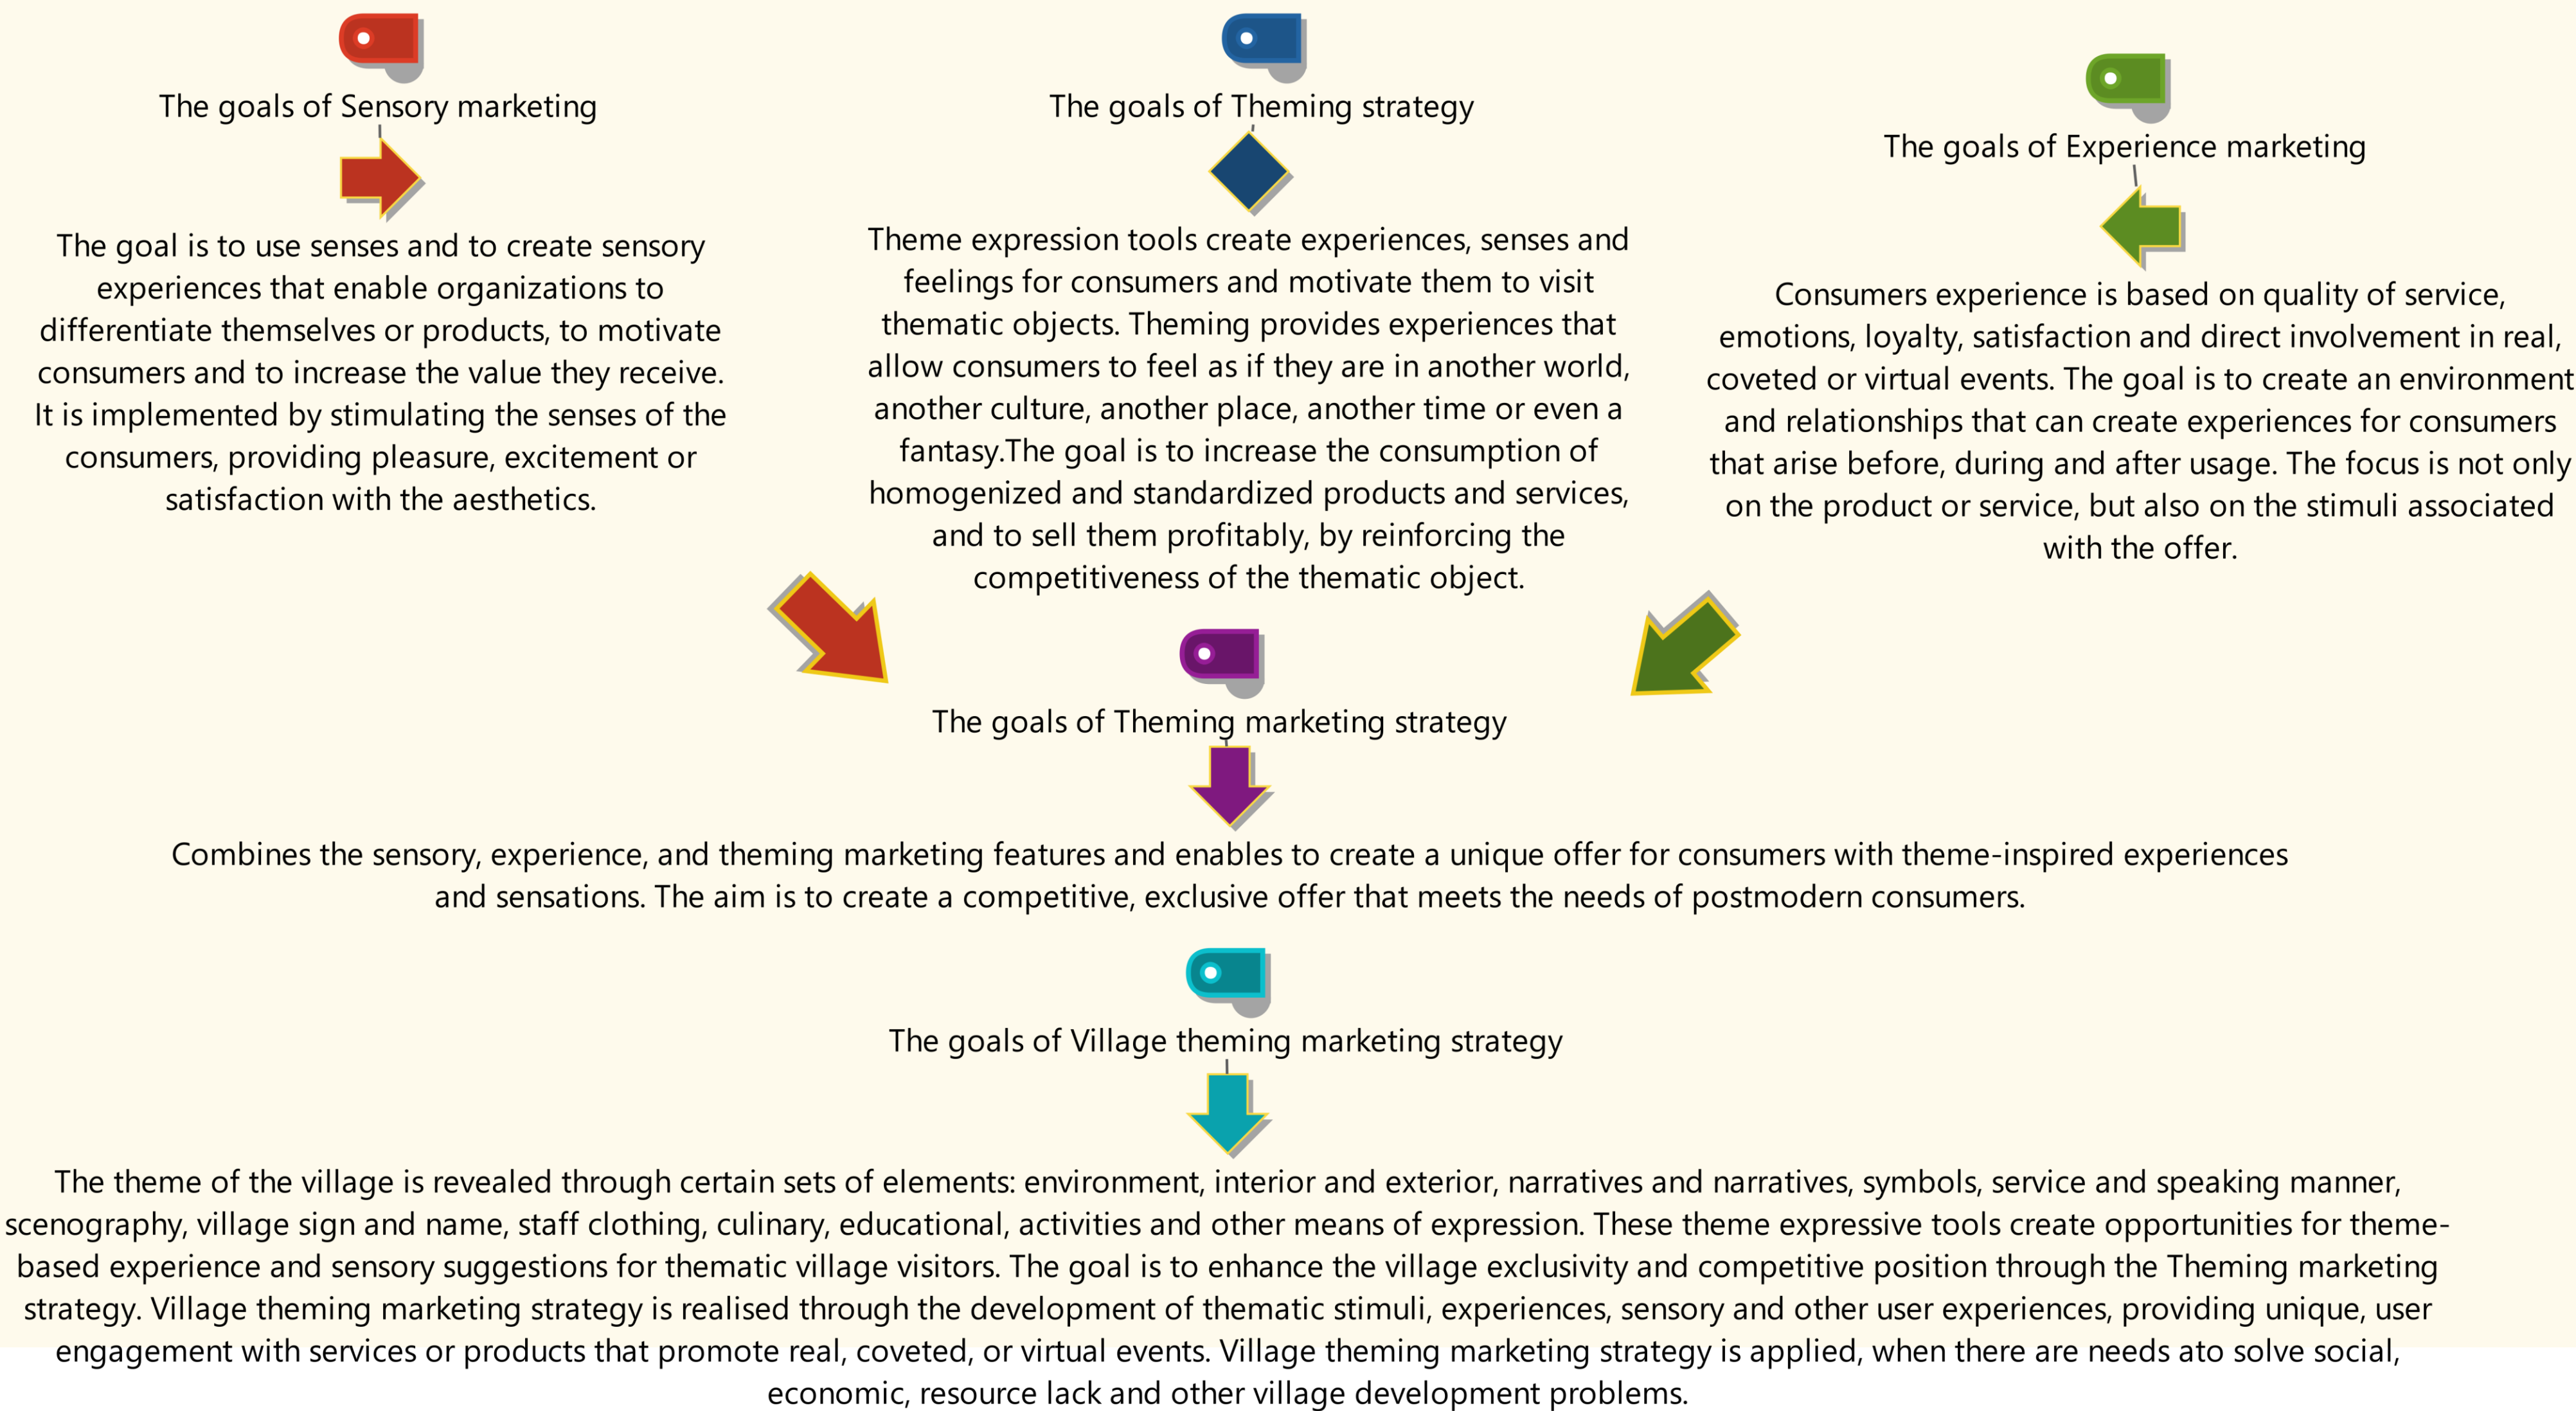 The goals of Sensory marketing
The goal is to use senses and to create sensory
experiences that enable organizations to
differentiate themselves or products, to motivate
consumers and to increase the value they receive.
It is implemented by stimulating the senses of the
consumers, providing pleasure, excitement or
satisfaction with the aesthetics.
The goals of Theming strategy
Theme expression tools create experiences, senses and
feelings for consumers and motivate them to visit
thematic objects. Theming provides experiences that
allow consumers to feel as if they are in another world,
another culture, another place, another time or even a
fantasy.The goal is to increase the consumption of
homogenized and standardized products and services,
and to sell them profitably, by reinforcing the
competitiveness of the thematic object.
The goals of Experience marketing
Consumers experience is based on quality of service,
emotions, loyalty, satisfaction and direct involvement in real,
coveted or virtual events. The goal is to create an environment
and relationships that can create experiences for consumers
that arise before, during and after usage. The focus is not only
on the product or service, but also on the stimuli associated
with the offer.
The goals of Theming marketing strategy
Combines the sensory, experience, and theming marketing features and enables to create a unique offer for consumers with theme-inspired experiences
and sensations. The aim is to create a competitive, exclusive offer that meets the needs of postmodern consumers.
The goals of Village theming marketing strategy
The theme of the village is revealed through certain sets of elements: environment, interior and exterior, narratives and narratives, symbols, service and speaking manner,
scenography, village sign and name, staff clothing, culinary, educational, activities and other means of expression. These theme expressive tools create opportunities for theme-
based experience and sensory suggestions for thematic village visitors. The goal is to enhance the village exclusivity and competitive position through the Theming marketing
strategy. Village theming marketing strategy is realised through the development of thematic stimuli, experiences, sensory and other user experiences, providing unique, user
engagement with services or products that promote real, coveted, or virtual events. Village theming marketing strategy is applied, when there are needs ato solve social,
economic, resource lack and other village development problems.